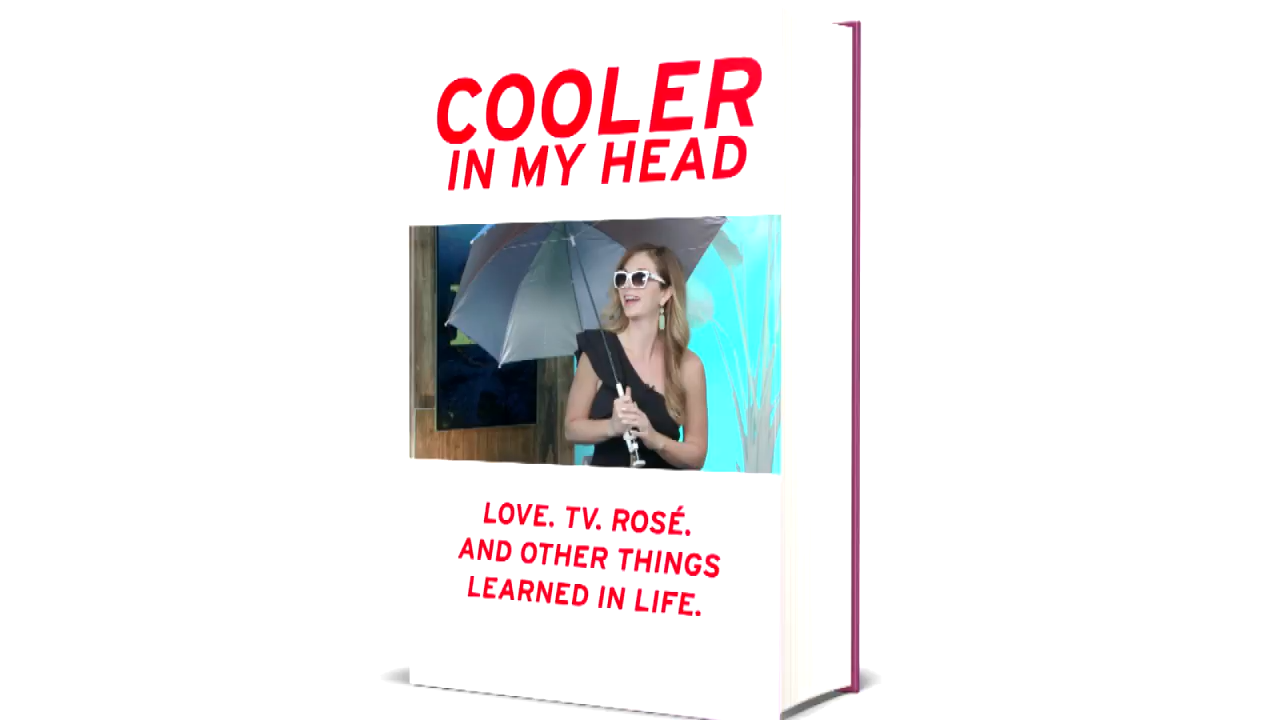 COOLER
IN MY HEAD
LOVE. TV. ROSÉ.
AND OTHER THINGS
LEARNED IN LIFE.